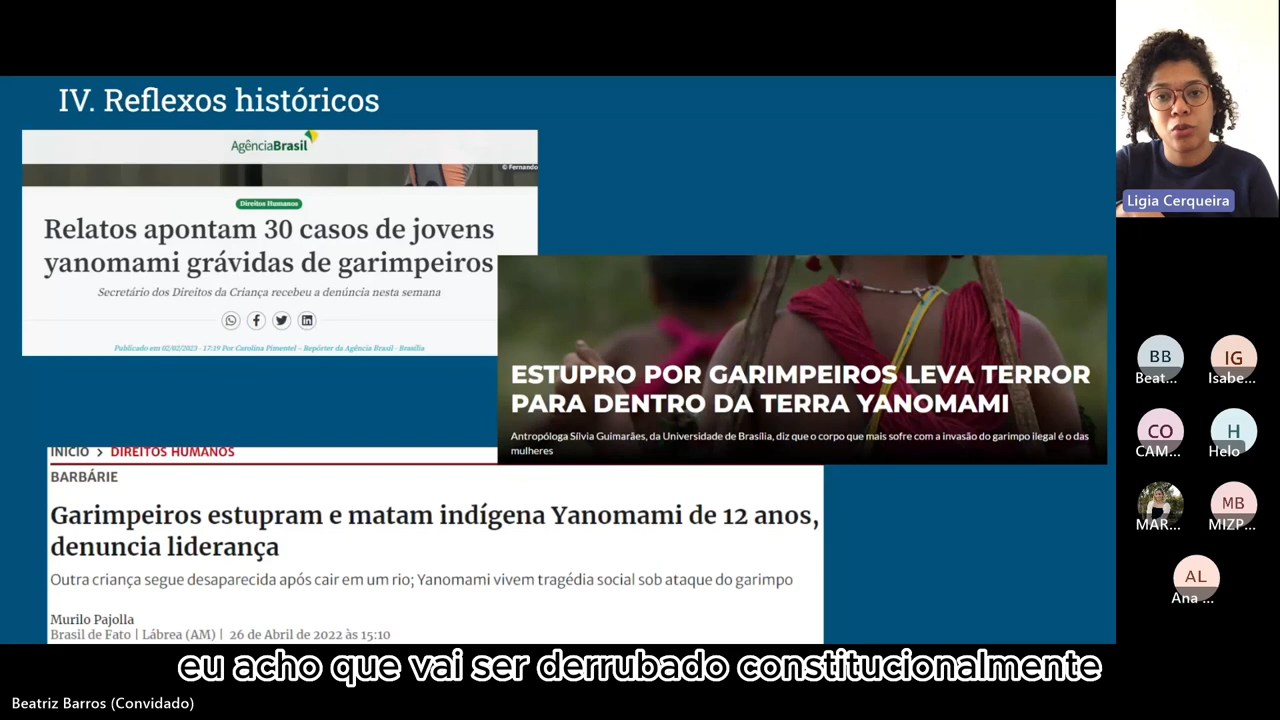 IV. Reflexos históricos
AgênciaBrasil
© Fernando
Direitos Humanos
Relatos apontam 30 casos de jovens
yanomami grávidas de garimpeiros
Secretário dos Direitos da Criança recebeu a denúncia nesta semana
Publicado em 02/02/2023 - 17:19 Por Carolina Pimentel - Repórter da Agência Brasil - Brasília
ESTUPRO POR GARIMPEIROS LEVA TERROR
PARA DENTRO DA TERRA YANOMAMI
Antropóloga Sílvia Guimarães, da Universidade de Brasília, diz que o corpo que mais sofre com a invasão do garimpo ilegal é o das
mulheres
INÍCIO > DIREITOS HUMANOS
BARBÁRIE
Garimpeiros estupram e matam indígena Yanomami de 12 anos,
denuncia liderança
Outra criança segue desaparecida após cair em um rio; Yanomami vivem tragédia social sob ataque do garimpo
Murilo Pajolla
Brasil de Fato | Lábrea (AM) | 26 de Abril de 2022 às 15:10
eu acho que vai ser derrubado constitucionalmente
Beatriz Barros (Convidado)
Ligia Cerqueira
BB
Beat...
IG
Isabe...
CO
CAM...
H
Helo
MAR...
MB
MIZP...
AL
Ana ...